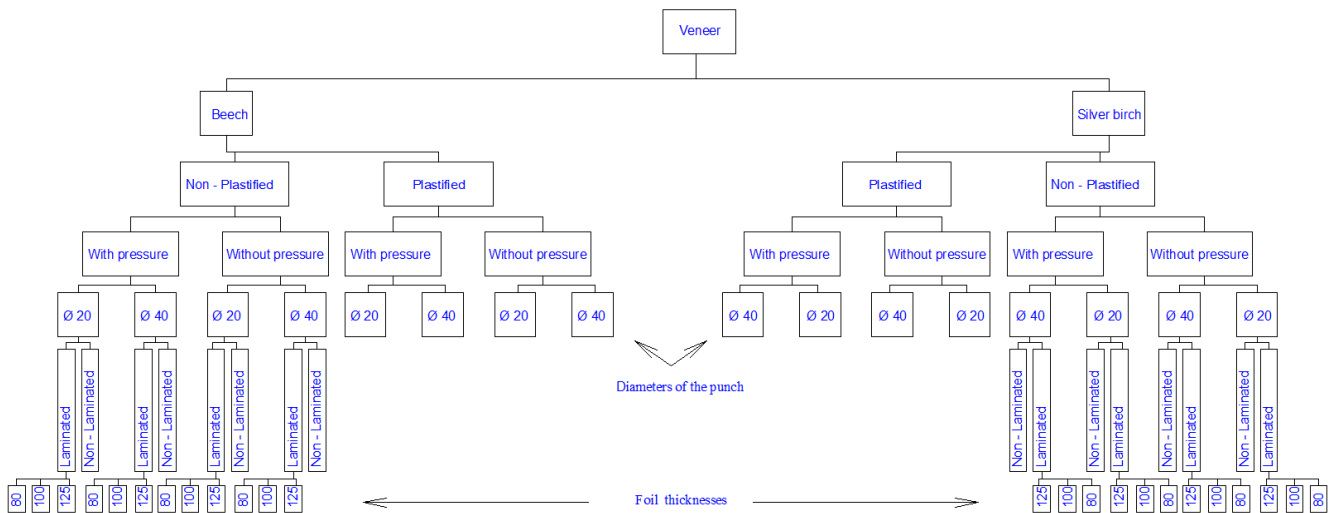 Veneer
Beech
Silver birch
Non - Plastified
Plastified
Plastified
Non - Plastified
With pressure
Without pressure
With pressure
Without pressure
With pressure
Without pressure
With pressure
Without pressure
Ø 20
Ø 40
Ø 20
Ø 40
Ø 20
Ø 40
Ø 20
Ø 40
Ø 40
Ø 20
Ø 40
Ø 20
Ø 40
Ø 20
Ø 40
Ø 20
Diameters of the punch
Laminated
Non - Laminated
Laminated
Non - Laminated
Laminated
Non - Laminated
Laminated
Non - Laminated
Non - Laminated
Laminated
Non - Laminated
Laminated
Non - Laminated
Laminated
Non - Laminated
Laminated
80
100
125
80
100
125
80
100
125
80
100
125
Foil thicknesses
125
100
80
125
100
80
125
100
80
125
100
80